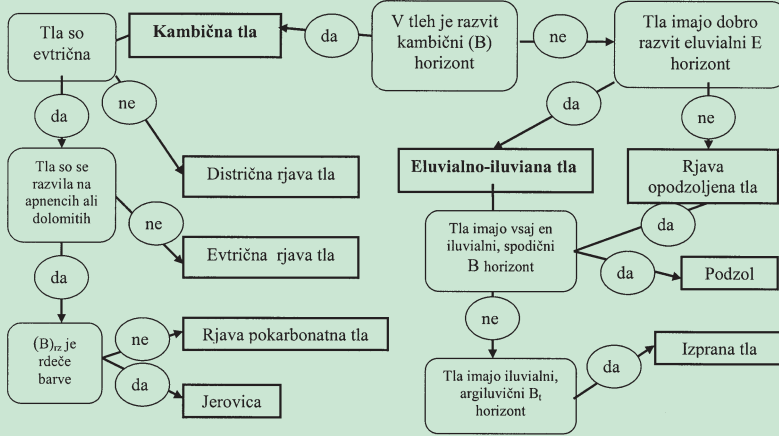 Tla so
evtrična
Kambična tla
da
V tleh je razvit
kambični (B)
horizont
ne
Tla imajo dobro
razvit eluvialni E
horizont
da
ne
da
ne
Tla so se
razvila na
apnencih ali
dolomitih
Distrična rjava tla
Eluvialno-iluviana tla
Rjava
opodzoljena tla
ne
Evtrična rjava tla
Tla imajo vsaj en
iluvialni, spodični
B horizont
da
da
Podzol
da
ne
(B)rz je
rdeče
barve
ne
Rjava pokarbonatna tla
da
Jerovica
Tla imajo iluvialni,
argiluvični Bt
horizont
da
Izprana tla